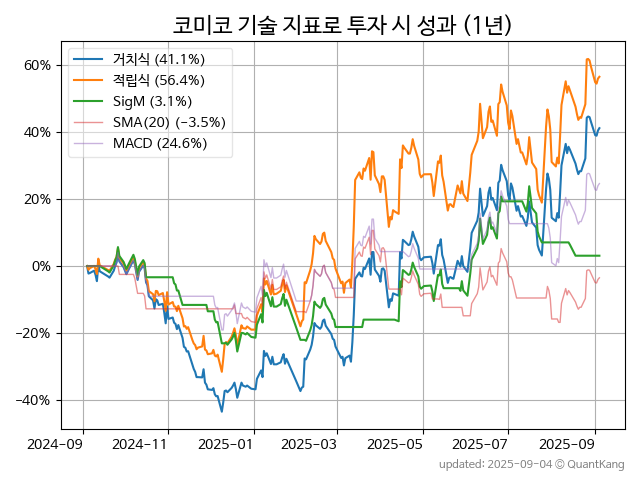 코미코 기술 지표로 투자 시 성과 (1년)
거치식 (41.1%)
적립식 (56.4%)
SigM (3.1%)
SMA(20) (−3.5%)
MACD (24.6%)
60%
40%
20%
0%
−20%
−40%
2024-09
2024-11
2025-01
2025-03
2025-05
2025-07
2025-09
updated: 2025-09-04 © QuantKang